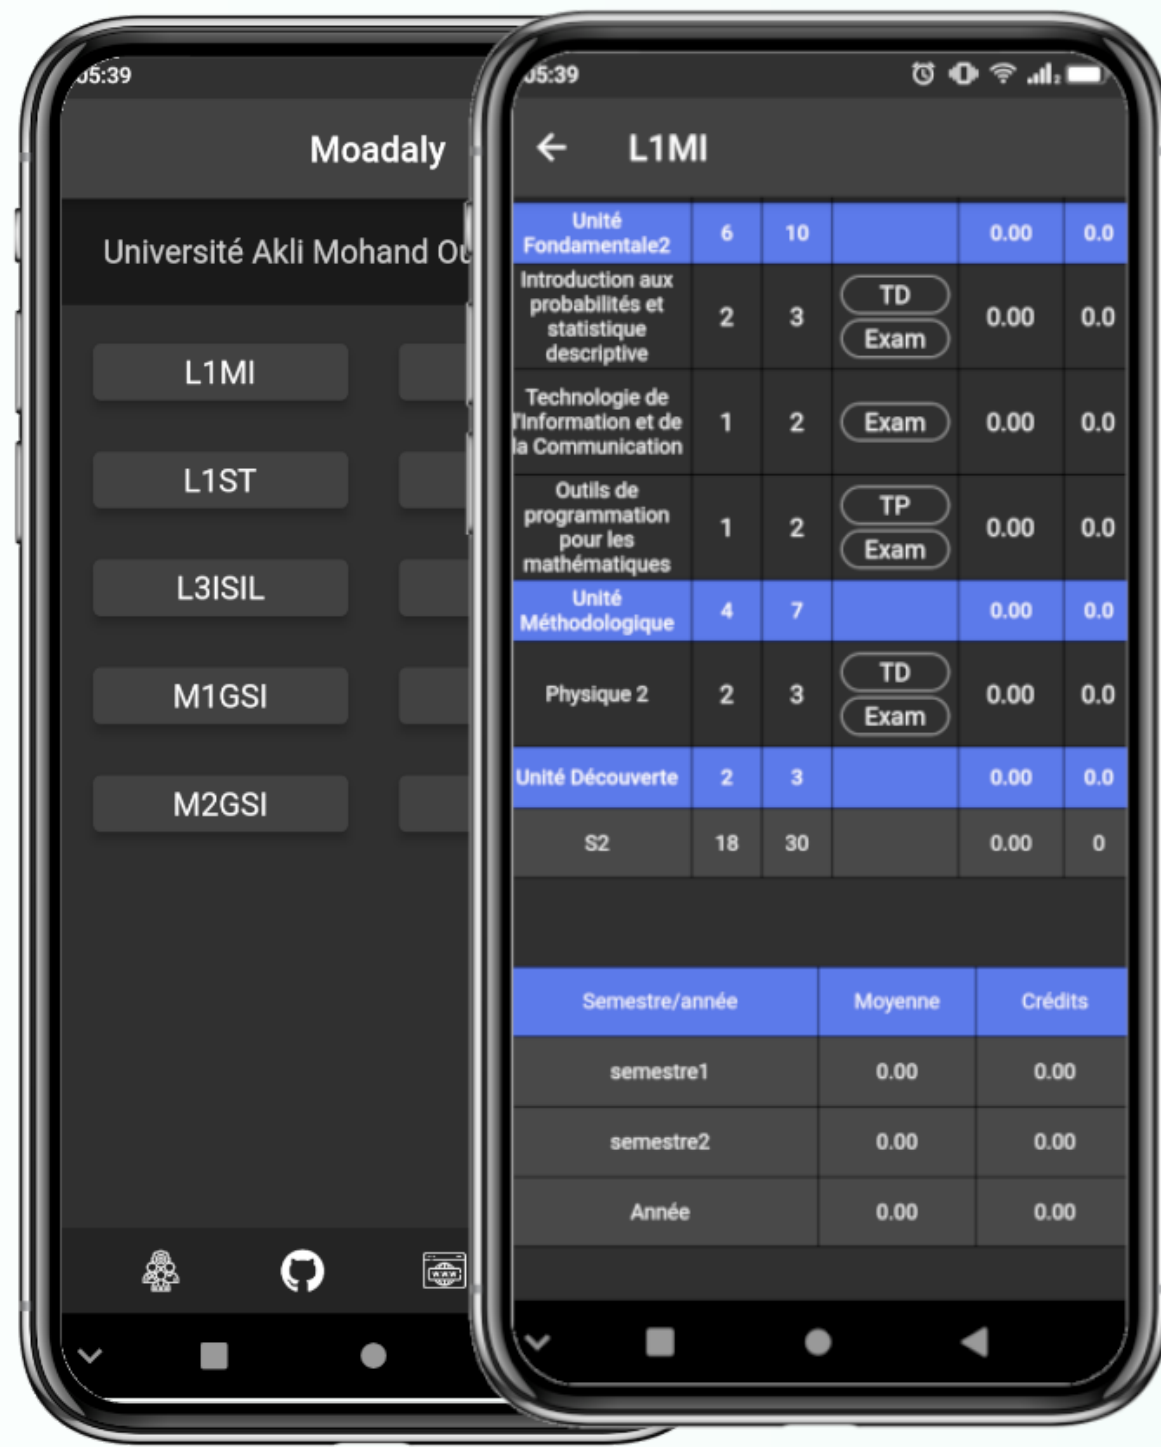 05:39
Moadaly
Université Akli Mohand
L1MI
L1ST
L3ISIL
M1GSI
M2GSI
05:39
L1MI
Unité
Fondamentale2 6 10 0.00 0.0
Introduction aux
probabilités et
statistique
descriptive 2 3 TD
Exam 0.00 0.0
Technologie de
l'Information et de
la Communication 1 2 Exam 0.00 0.0
Outils de
programmation
pour les
mathématiques 1 2 TP
Exam 0.00 0.0
Unité
Méthodologique 4 7 0.00 0.0
Physique 2 2 3 TD
Exam 0.00 0.0
Unité Découverte 2 3 0.00 0.0
S2 18 30 0.00 0
Semestre/année Moyenne Crédits
semestre1 0.00 0.00
semestre2 0.00 0.00
Année 0.00 0.00